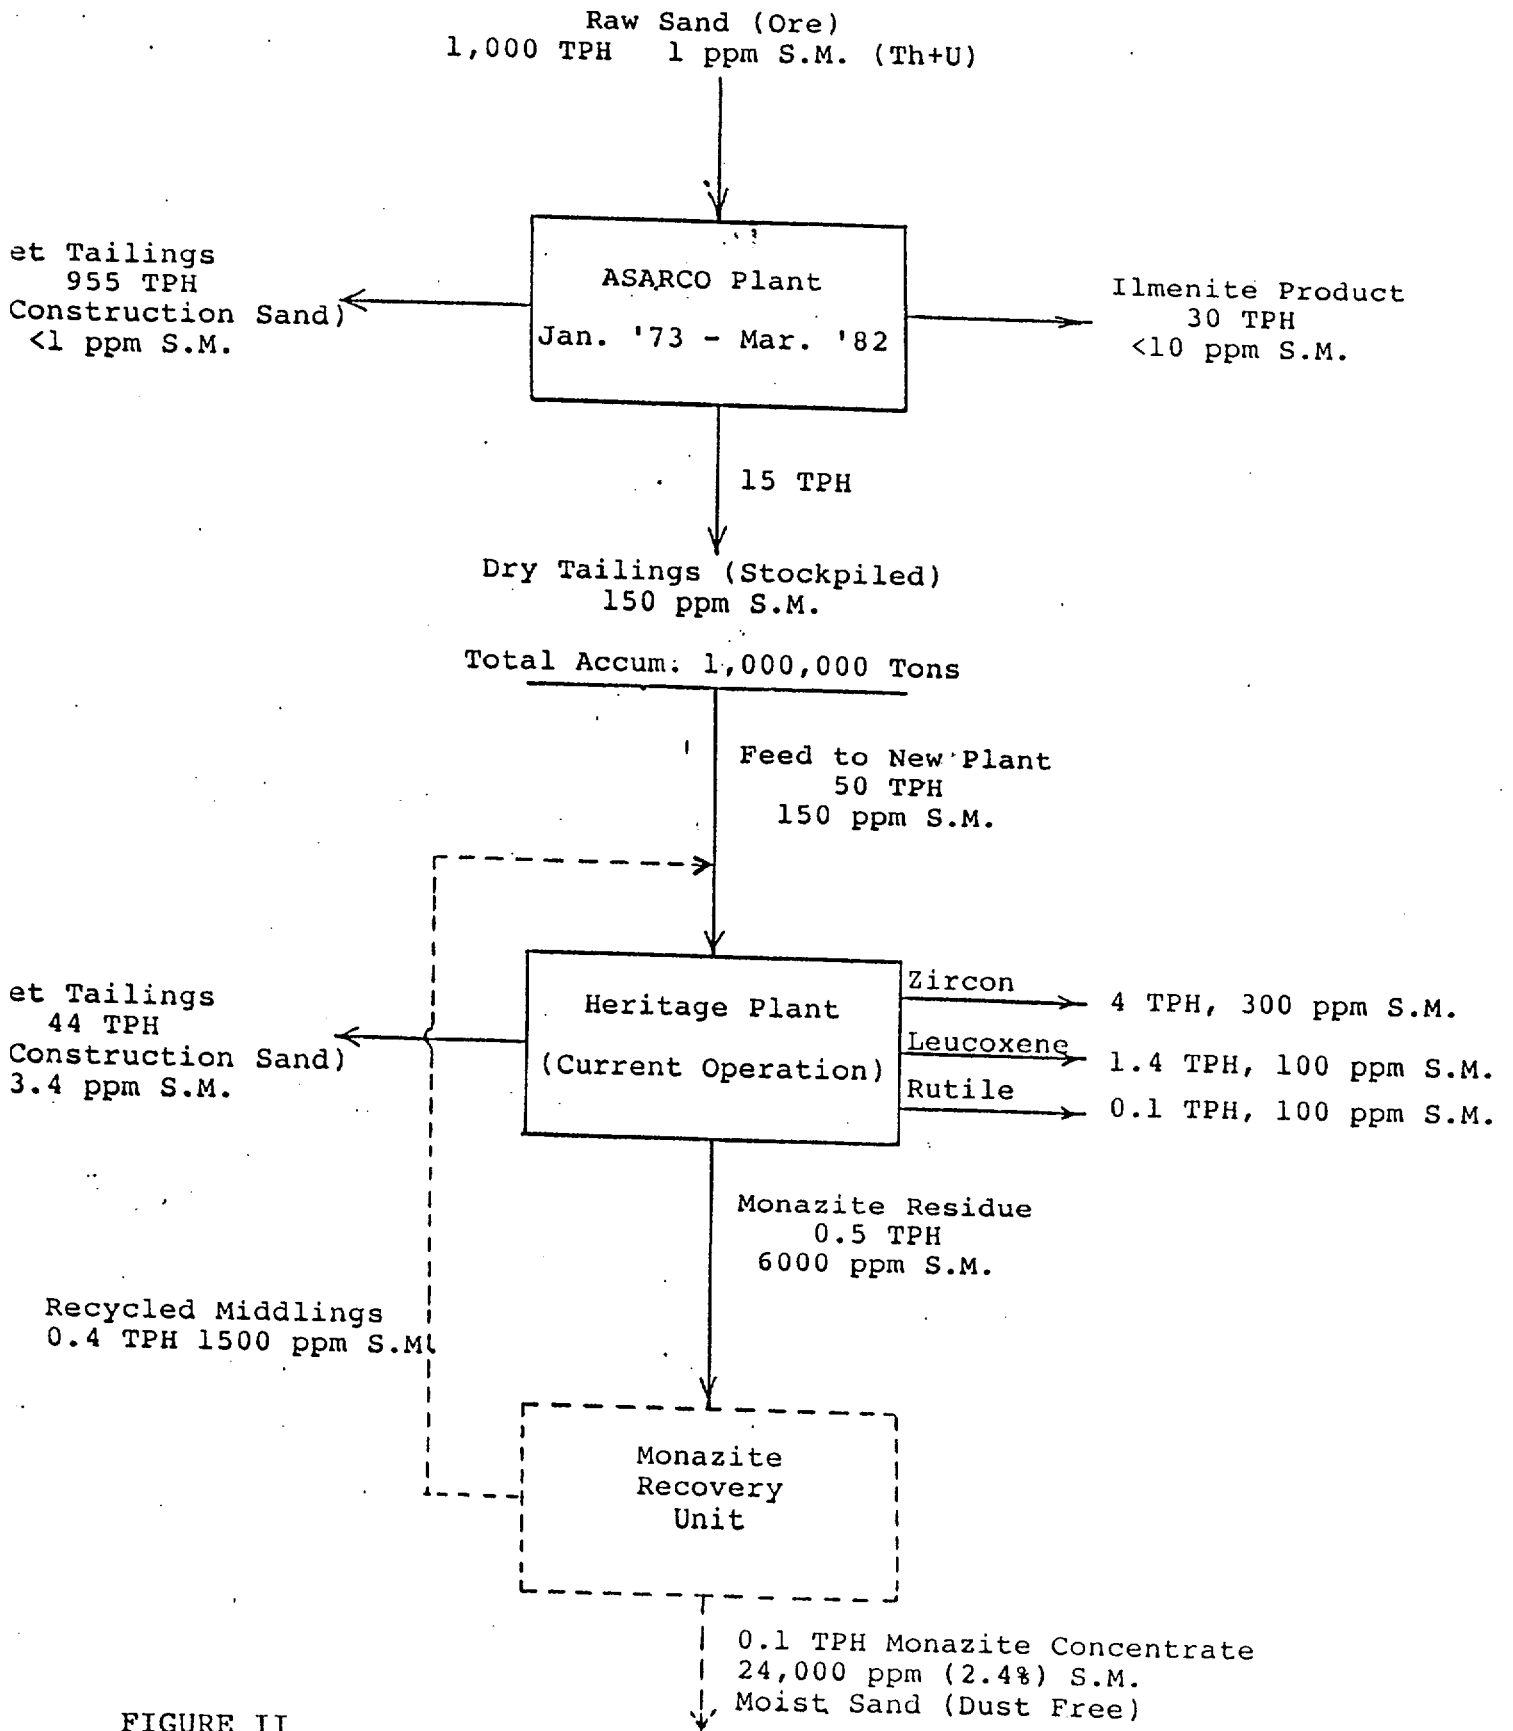 Raw Sand (Ore)
1,000 TPH 1 ppm S.M. (Th+U)
et Tailings
955 TPH
Construction Sand)
<1 ppm S.M.
ASARCO Plant
Jan. '73 - Mar. '82
Ilmenite Product
30 TPH
<10 ppm S.M.
15 TPH
Dry Tailings (Stockpiled)
150 ppm S.M.
Total Accum. 1,000,000 Tons
Feed to New Plant
50 TPH
150 ppm S.M.
et Tailings
44 TPH
Construction Sand)
3.4 ppm S.M.
Heritage Plant
(Current Operation)
Zircon
4 TPH, 300 ppm S.M.
Leucoxene
1.4 TPH, 100 ppm S.M.
Rutile
0.1 TPH, 100 ppm S.M.
Monazite Residue
0.5 TPH
6000 ppm S.M.
Recycled Middlings
0.4 TPH 1500 ppm S.M.
Monazite
Recovery
Unit
0.1 TPH Monazite Concentrate
24,000 ppm (2.4%) S.M.
Moist Sand (Dust Free)
FIGURE II